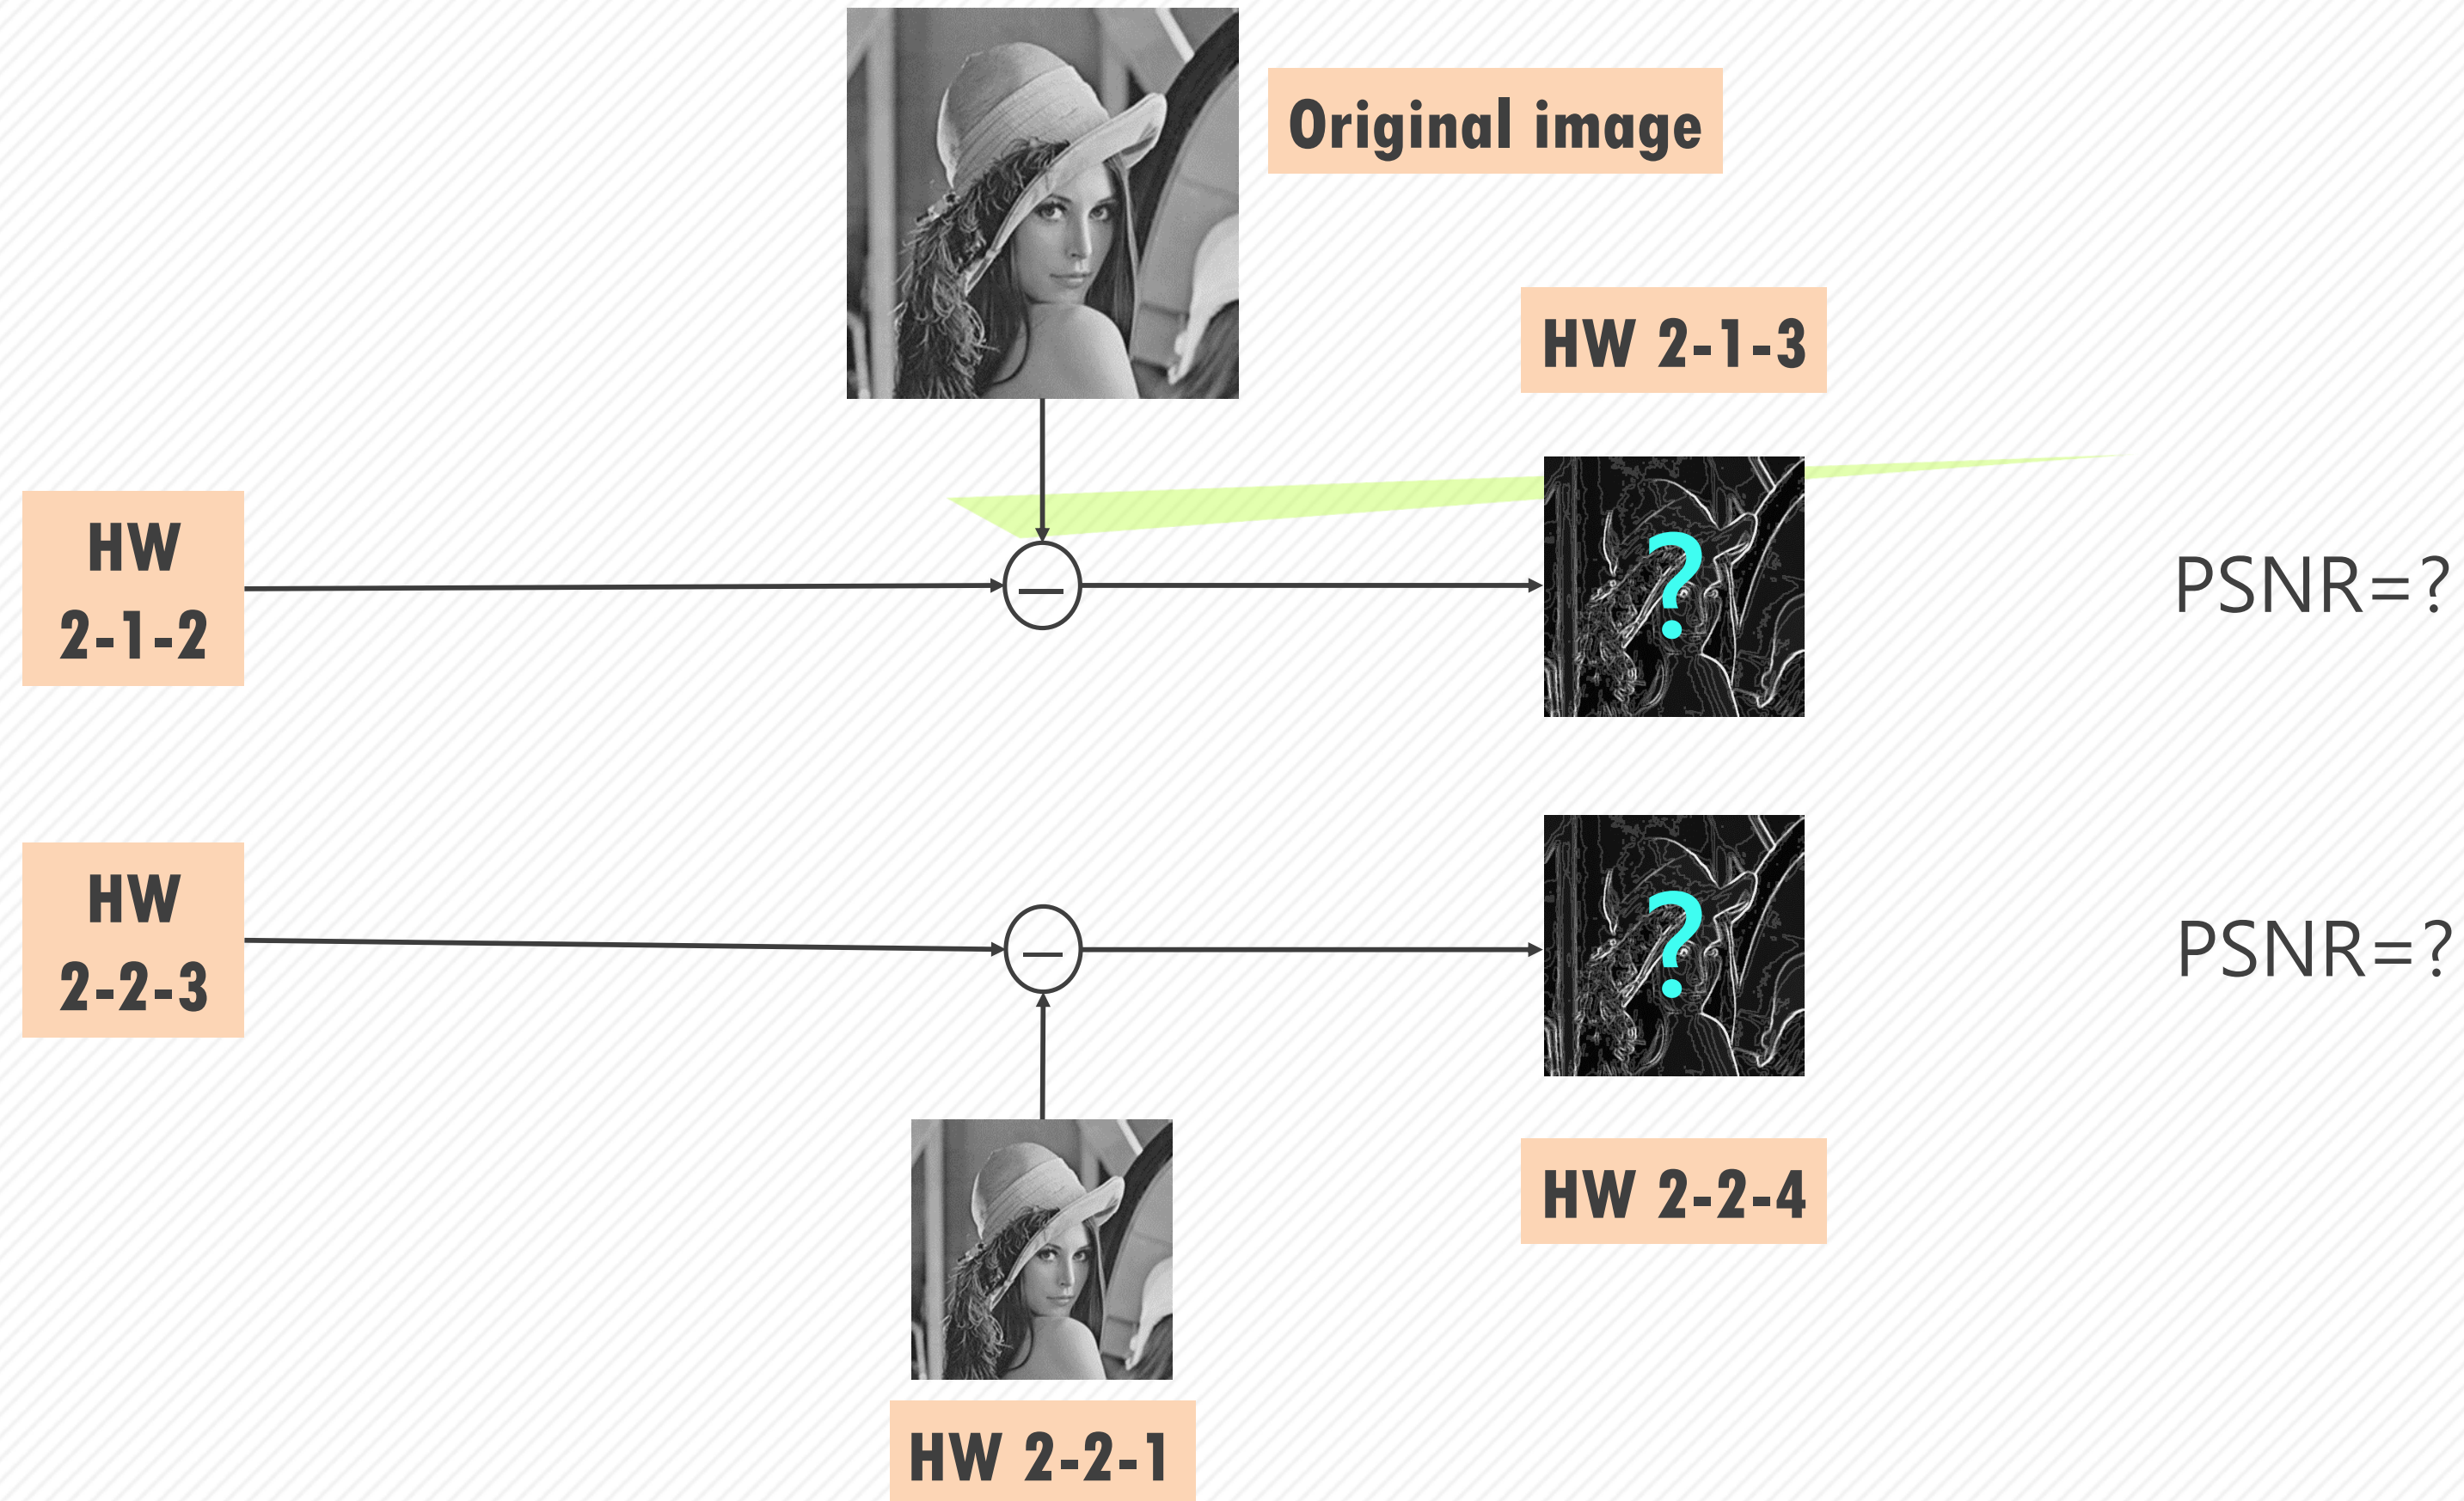 Original image
HW 2-1-3
HW
2-1-2
—
?
PSNR=?
HW
2-2-3
—
?
PSNR=?
HW 2-2-4
HW 2-2-1